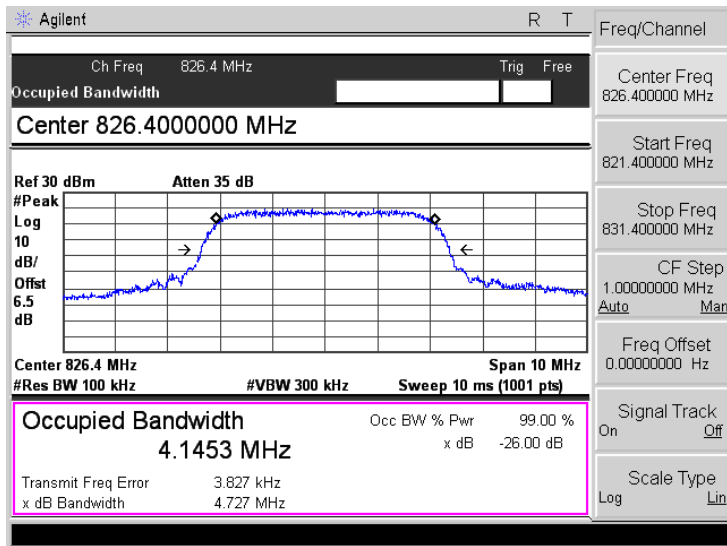 Agilent R T
Ch Freq 826.4 MHz Trig Free
Occupied Bandwidth
Center 826.4000000 MHz
Ref 30 dBm Atten 35 dB
#Peak
Log
10
dB/
Offst
6.5
dB
Center 826.4 MHz Span 10 MHz
#Res BW 100 kHz #VBW 300 kHz Sweep 10 ms (1001 pts)
Occupied Bandwidth Occ BW % Pwr 99.00 %
4.1453 MHz x dB -26.00 dB
Transmit Freq Error 3.827 kHz
x dB Bandwidth 4.727 MHz
Freq/Channel
Center Freq
826.400000 MHz
Start Freq
821.400000 MHz
Stop Freq
831.400000 MHz
CF Step
1.00000000 MHz
Auto Man
Freq Offset
0.00000000 Hz
Signal Track
On Off
Scale Type
Log Lin